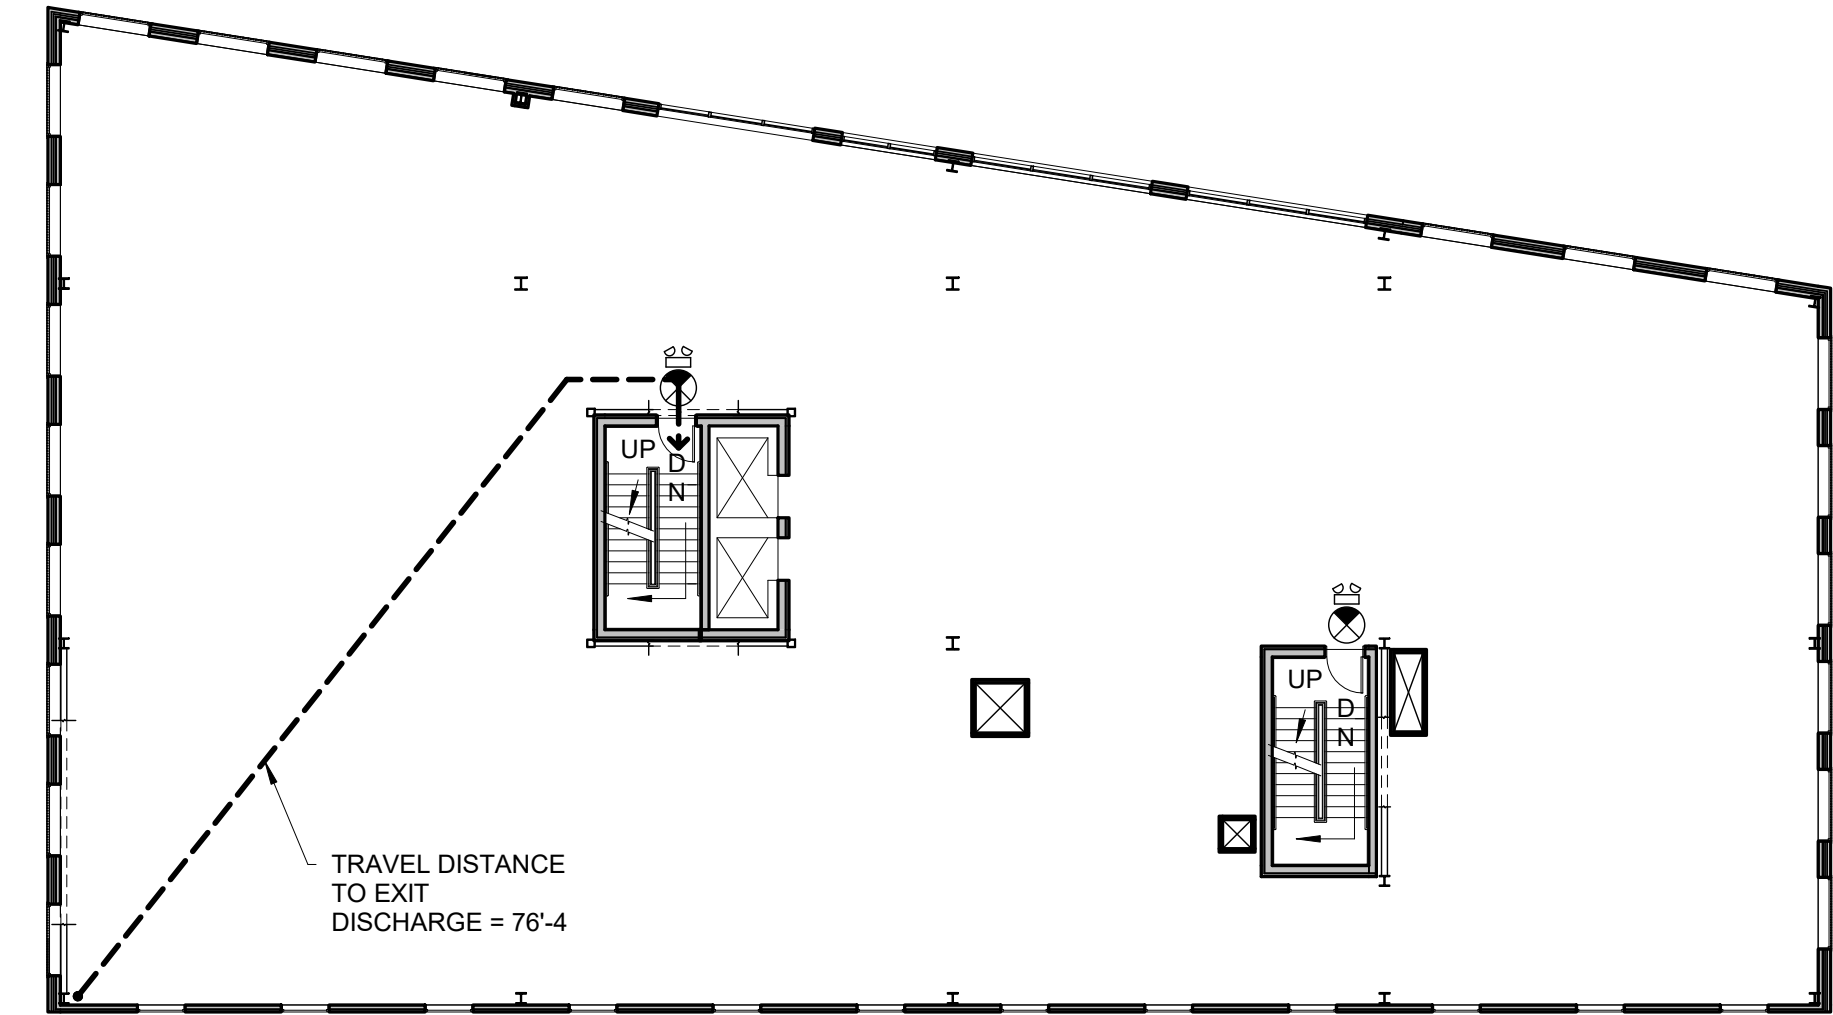 UP
D
N
UP
D
N
TRAVEL DISTANCE
TO EXIT
DISCHARGE = 76'-4